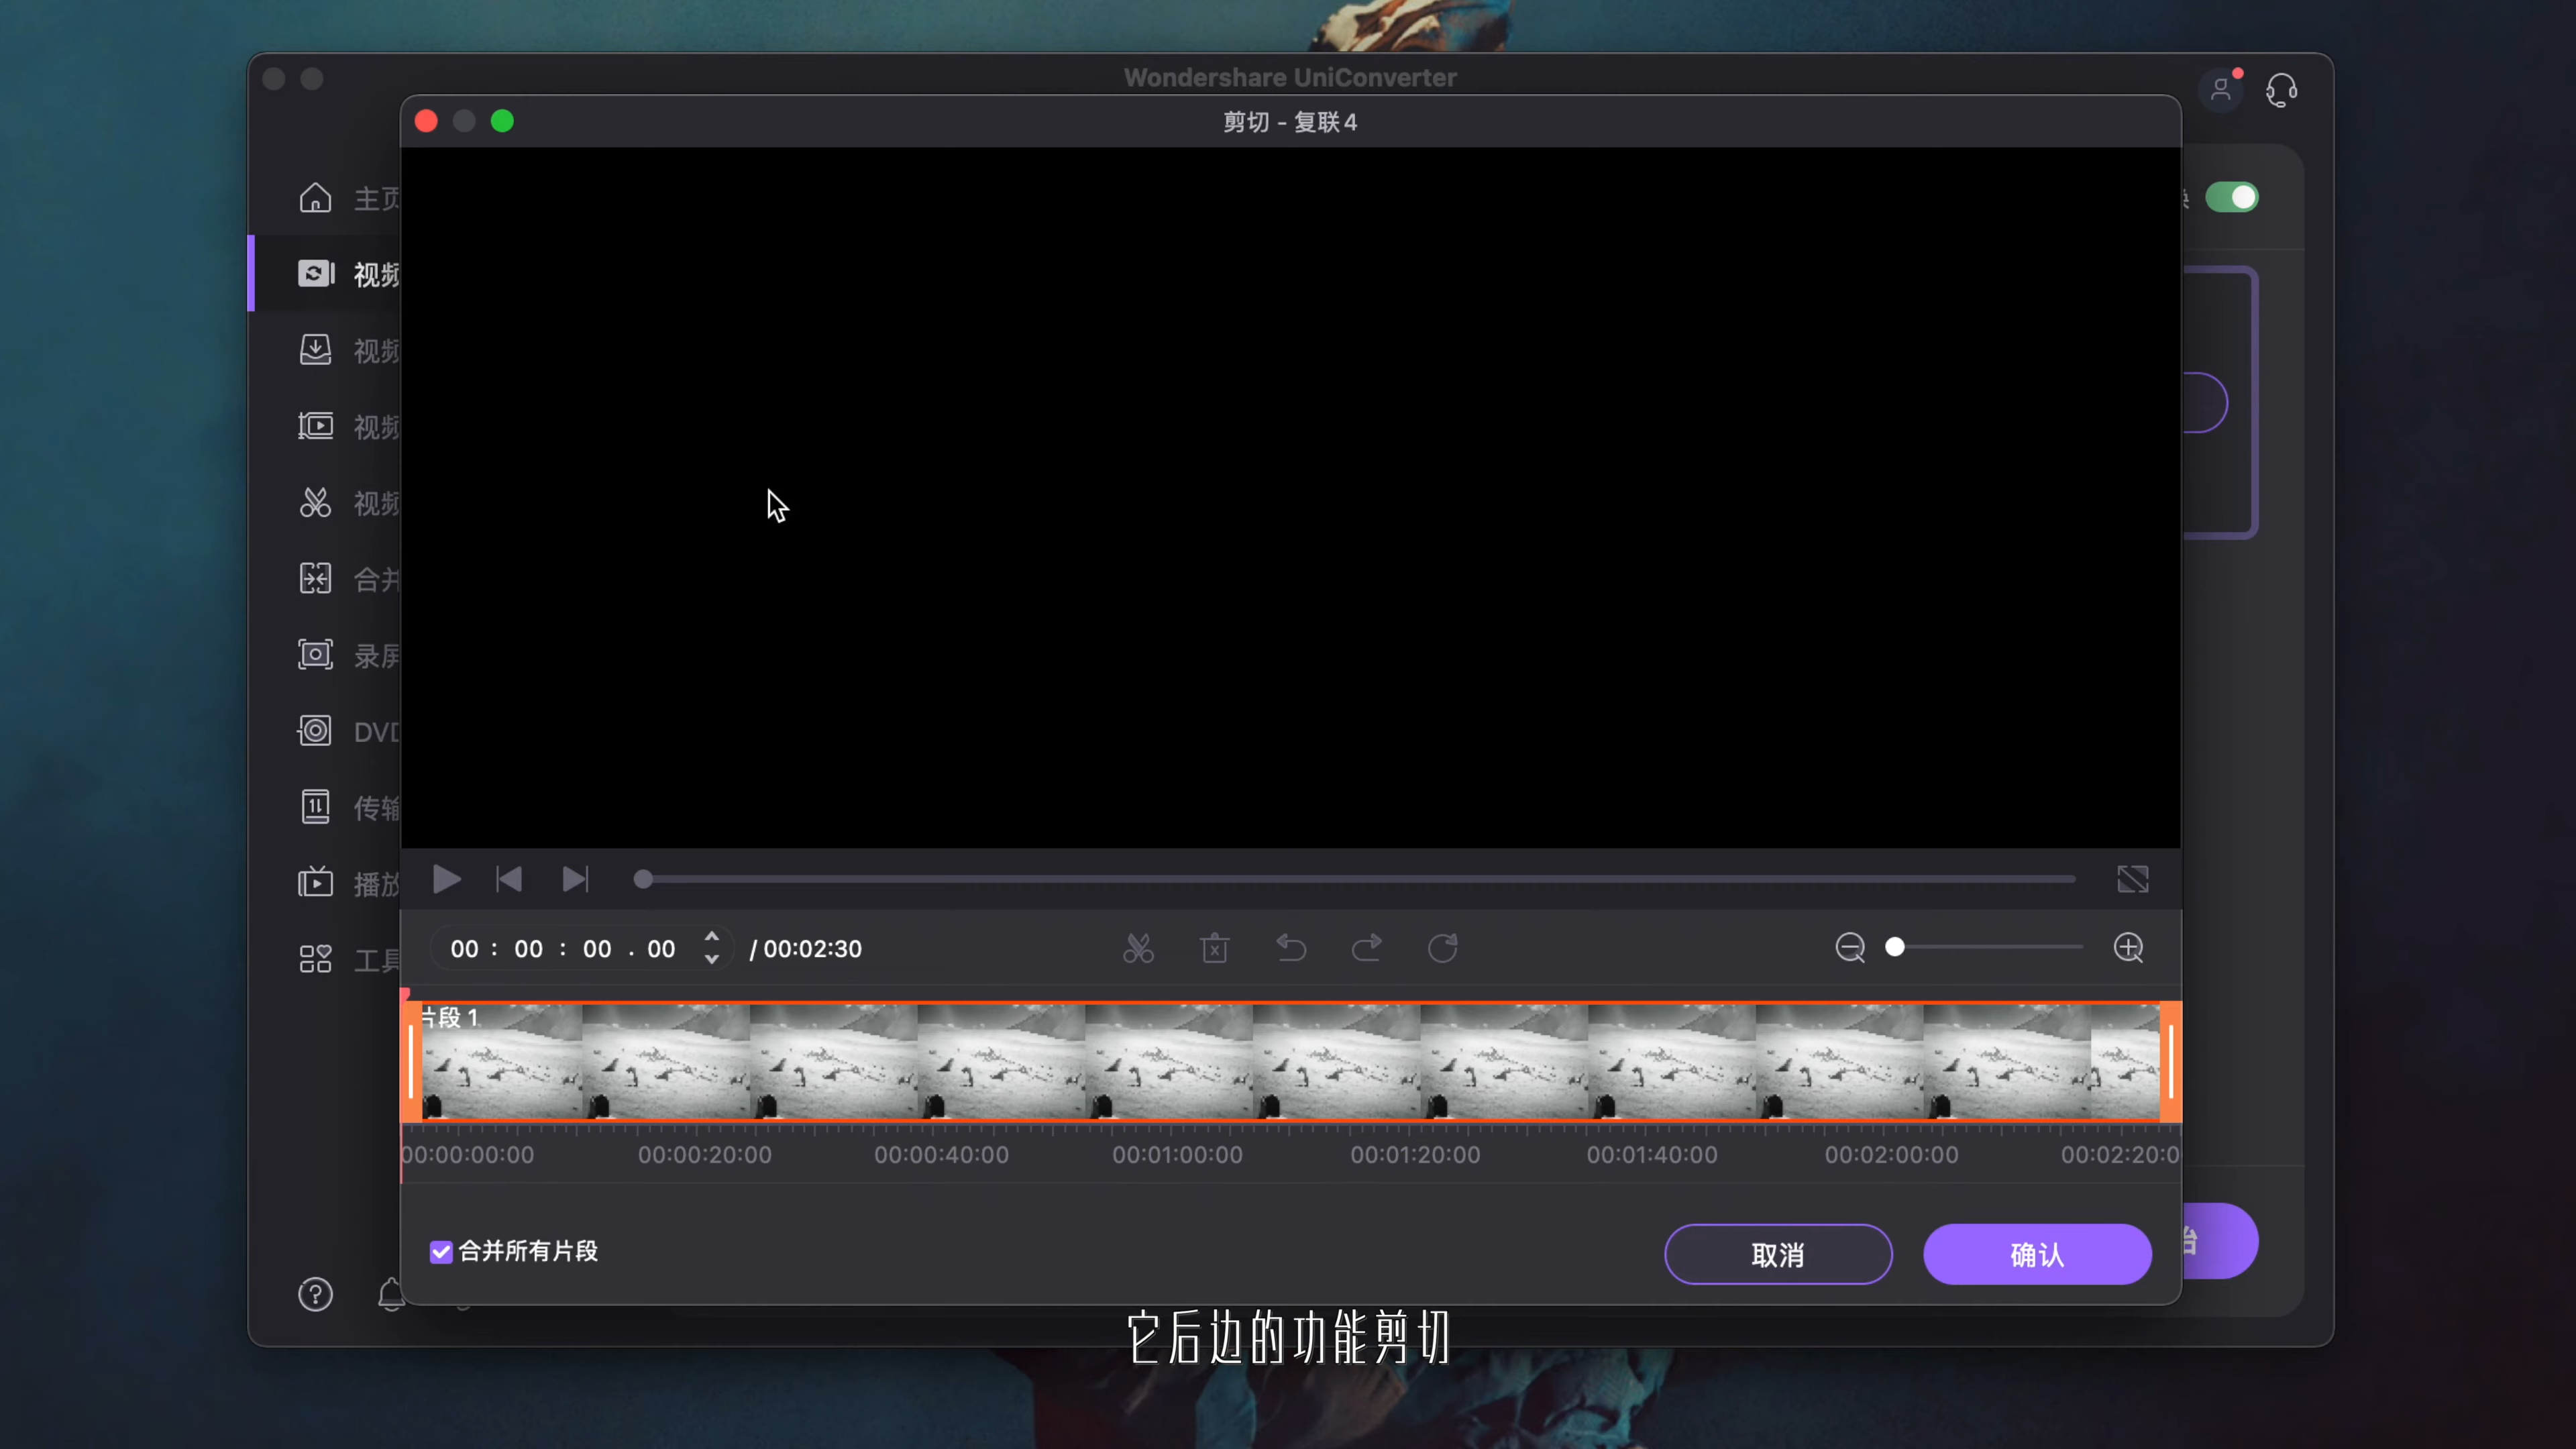 Wondershare UniConverter
剪切 - 复联4
主页
视频
视频
视频
视频
合并
录屏
DVD
传输
播放
工具
00 : 00 : 00 . 00 / 00:02:30
片段 1
00:00:00:00 00:00:20:00 00:00:40:00 00:01:00:00 00:01:20:00 00:01:40:00 00:02:00:00 00:02:20:0
合并所有片段
取消
确认
始
它后边的功能剪切